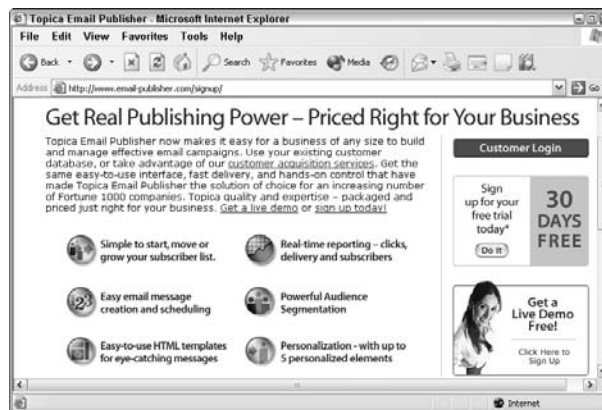 Topica Email Publisher - Microsoft Internet Explorer
File Edit View Favorites Tools Help
Back Search Favorites Media
Address http://www.email-publisher.com/signup/ Go
Get Real Publishing Power – Priced Right for Your Business
Topica Email Publisher now makes it easy for a business of any size to build
and manage effective email campaigns. Use your existing customer
database, or take advantage of our customer acquisition services. Get the
same easy-to-use interface, fast delivery, and hands-on control that have
made Topica Email Publisher the solution of choice for an increasing number
of Fortune 1000 companies. Topica quality and expertise – packaged and
priced just right for your business. Get a live demo or sign up today!
Customer Login
Sign
up for your
free trial
today*
Do It
30
DAYS
FREE
Simple to start, move or
grow your subscriber list.
Real-time reporting – clicks,
delivery and subscribers
123
Easy email message
creation and scheduling
Powerful Audience
Segmentation
Easy-to-use HTML templates
for eye-catching messages
Personalization - with up to
5 personalized elements
Get a
Live Demo
Free!
Click Here to
Sign Up
Internet